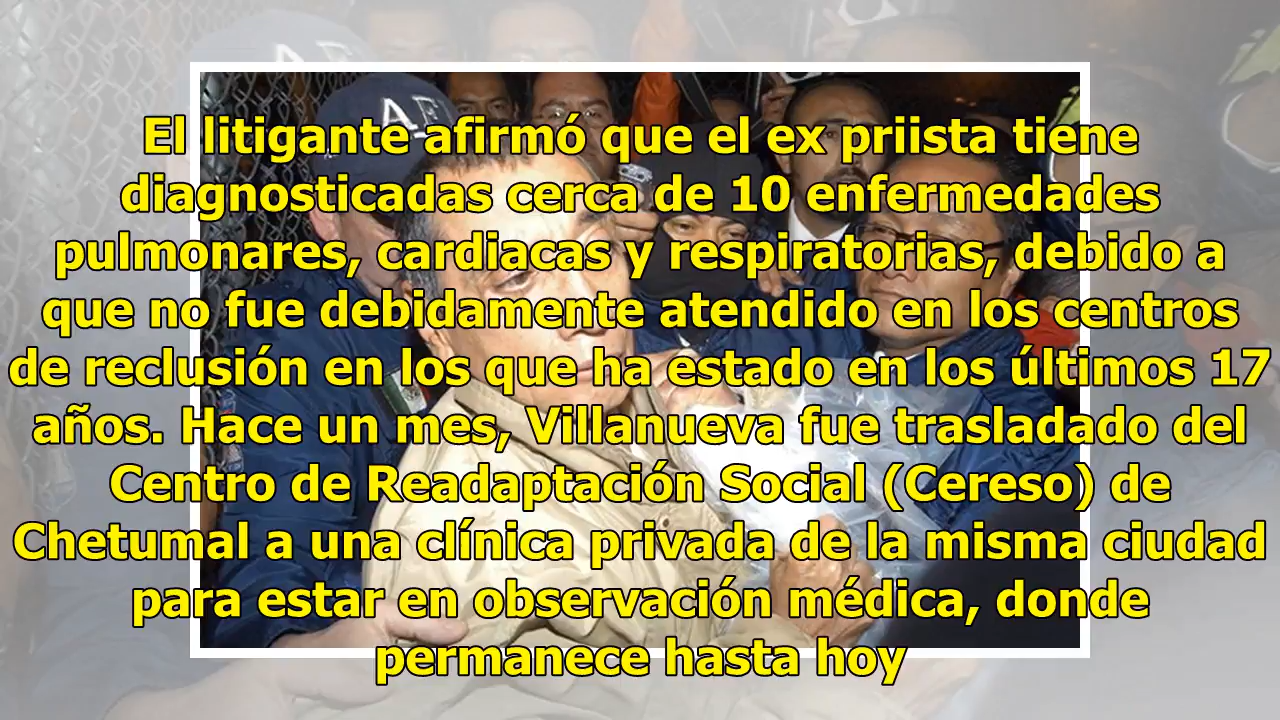 El litigante afirmó que el ex priista tiene
diagnosticadas cerca de 10 enfermedades
pulmonares, cardiacas y respiratorias, debido a
que no fue debidamente atendido en los centros
de reclusión en los que ha estado en los últimos 17
años. Hace un mes, Villanueva fue trasladado del
Centro de Readaptación Social (Cereso) de
Chetumal a una clínica privada de la misma ciudad
para estar en observación médica, donde
permanece hasta hoy